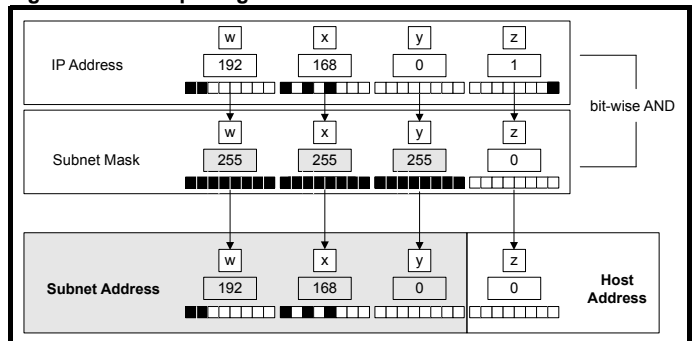 w x y z
IP Address 192 168 0 1
bit-wise AND
w x y z
Subnet Mask 255 255 255 0
w x y z
Subnet Address 192 168 0 0 Host Address